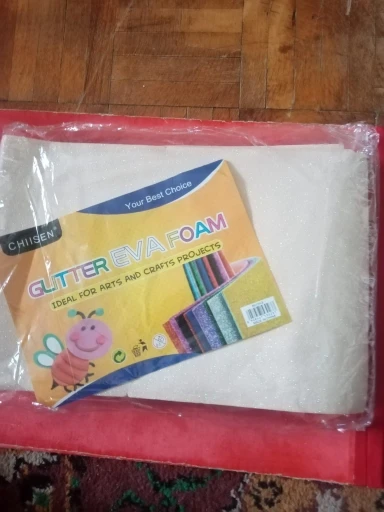 Your Best Choice
CHIISEN®
GLITTER EVA FOAM
IDEAL FOR ARTS AND CRAFTS PROJECTS